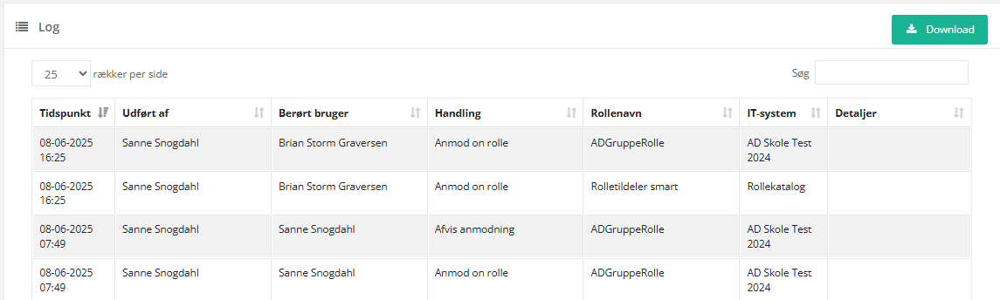 Log
Download
25 rækker per side
Søg
Tidspunkt Udført af Berørt bruger Handling Rollenavn IT-system Detaljer
08-06-2025 Sanne Snogdahl Brian Storm Graversen Anmod on rolle ADGruppeRolle AD Skole Test
16:25 2024
08-06-2025 Sanne Snogdahl Brian Storm Graversen Anmod on rolle Rolletildeler smart Rollekatalog
16:25
08-06-2025 Sanne Snogdahl Sanne Snogdahl Afvis anmodning ADGruppeRolle AD Skole Test
07:49 2024
08-06-2025 Sanne Snogdahl Sanne Snogdahl Anmod on rolle ADGruppeRolle AD Skole Test
07:49 2024